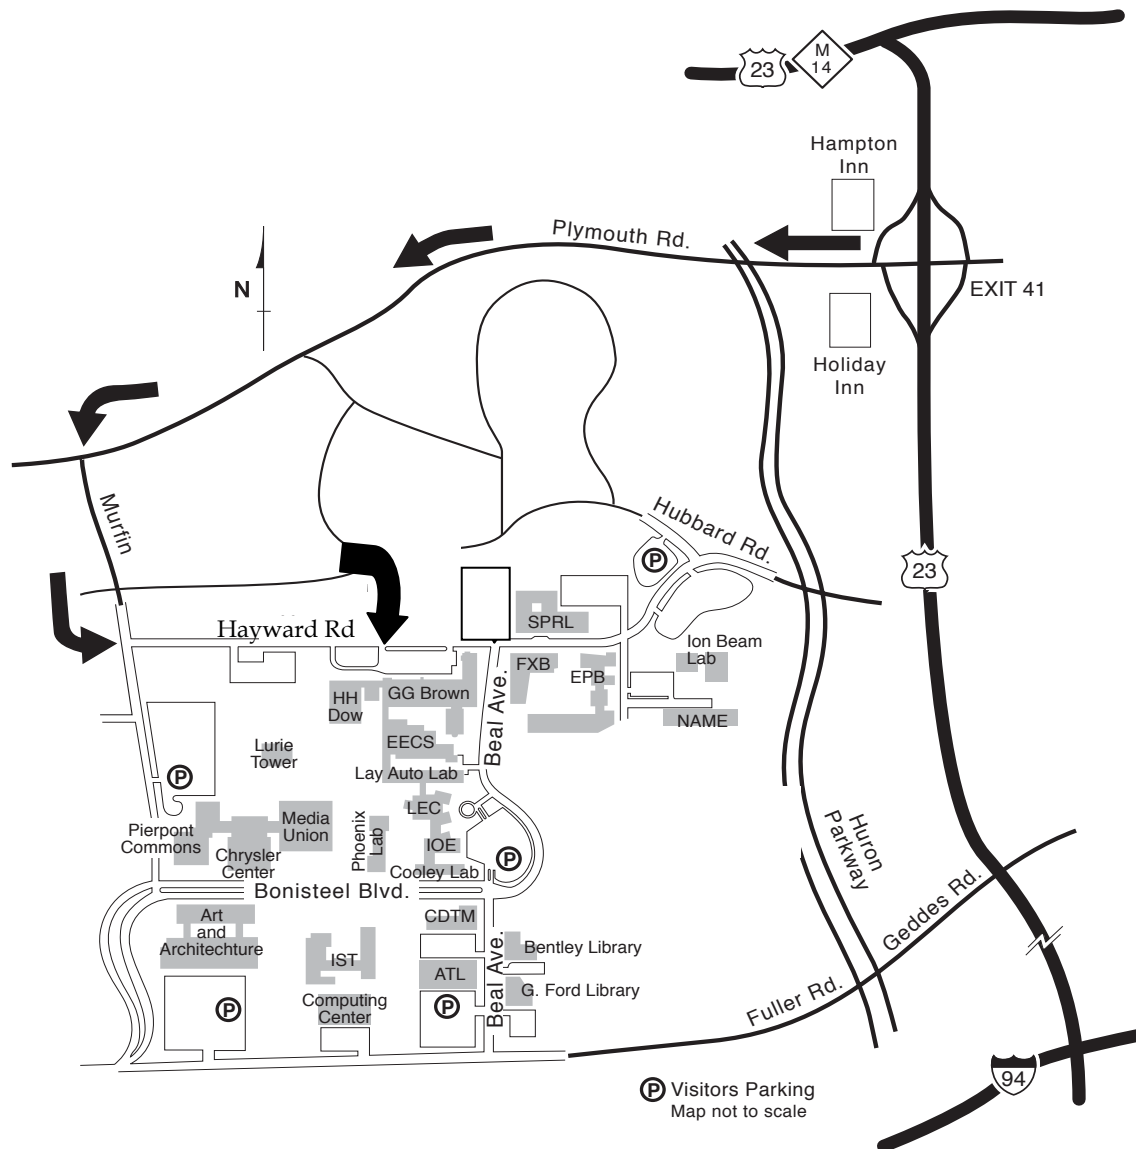 M
14
23
Hampton
Inn
Plymouth Rd.
N
EXIT 41
Holiday
Inn
Murfin
Hubbard Rd.
P
23
Hayward Rd
SPRL
Ion Beam
Lab
FXB
EPB
GG Brown
HH
Dow
NAME
Beal Ave.
EECS
Lurie
Tower
Lay Auto Lab
P
LEC
Media
Union
Phoenix
Lab
Pierpont
Commons
IOE
Chrysler
Center
P
Huron
Parkway
Cooley Lab
Bonisteel Blvd.
Geddes Rd.
Art
and
Architechture
CDTM
Beal Ave.
Bentley Library
IST
ATL
G. Ford Library
Computing
Center
P
P
Fuller Rd.
94
P Visitors Parking
Map not to scale